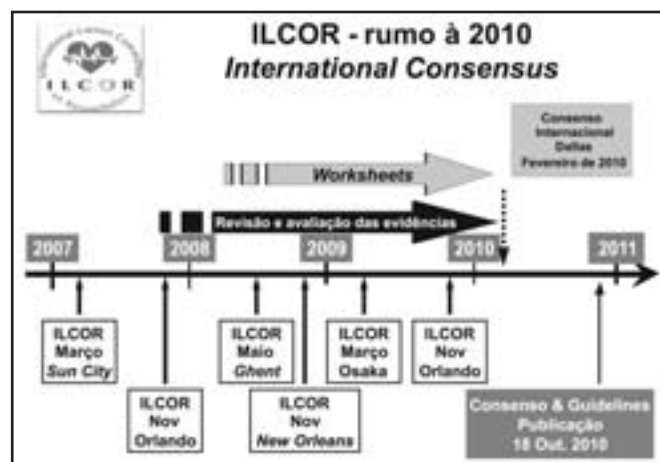 ILCOR - rumo à 2010
International Consensus
ILCOR
Consenso
Internacional
Dallas
Fevereiro de 2010
Worksheets
Revisão e avaliação das evidências
2007
2008
2009
2010
2011
ILCOR
Março
Sun City
ILCOR
Nov
Orlando
ILCOR
Maio
Ghent
ILCOR
Nov
New Orleans
ILCOR
Março
Osaka
ILCOR
Nov
Orlando
Consenso & Guidelines
Publicação
18 Out. 2010